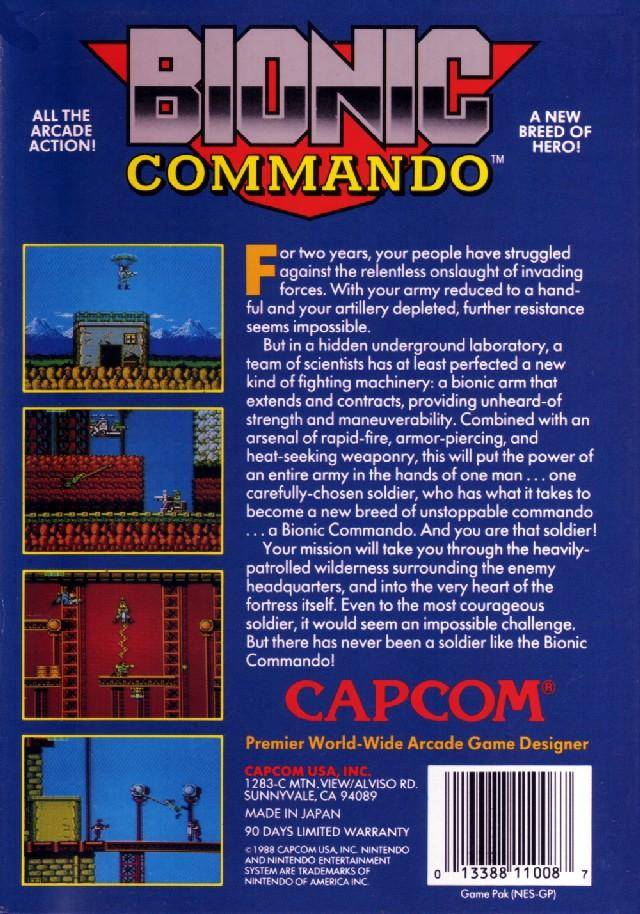 BIONIC
COMMANDO™
ALL THE
ARCADE
ACTION!
A NEW
BREED OF
HERO!
For two years, your people have struggled
against the relentless onslaught of invading
forces. With your army reduced to a hand-
ful and your artillery depleted, further resistance
seems impossible.
But in a hidden underground laboratory, a
team of scientists has at least perfected a new
kind of fighting machinery: a bionic arm that
extends and contracts, providing unheard-of
strength and maneuverability. Combined with an
arsenal of rapid-fire, armor-piercing, and
heat-seeking weaponry, this will put the power of
an entire army in the hands of one man . . . one
carefully-chosen soldier, who has what it takes to
become a new breed of unstoppable commando
. . . a Bionic Commando. And you are that soldier!
Your mission will take you through the heavily-
patrolled wilderness surrounding the enemy
headquarters, and into the very heart of the
fortress itself. Even to the most courageous
soldier, it would seem an impossible challenge.
But there has never been a soldier like the Bionic
Commando!
CAPCOM®
Premier World-Wide Arcade Game Designer
CAPCOM USA, INC.
1283-C MTN. VIEW/ALVISO RD.
SUNNYVALE, CA 94089
MADE IN JAPAN
90 DAYS LIMITED WARRANTY
© 1988 CAPCOM USA, INC. NINTENDO
AND NINTENDO ENTERTAINMENT
SYSTEM ARE TRADEMARKS OF
NINTENDO OF AMERICA INC.
0 13388 11008 7
Game Pak (NES-GP)